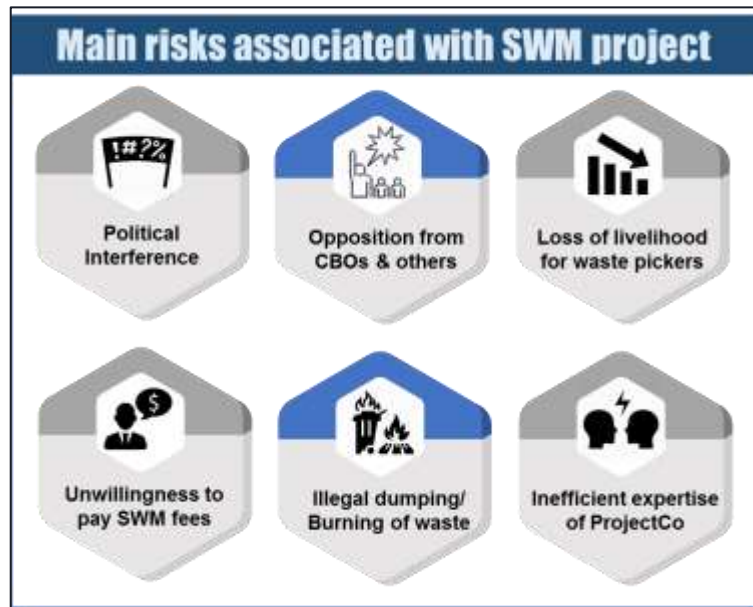 Main risks associated with SWM project
!#?%
Political
Interference
Opposition from
CBOs & others
Loss of livelihood
for waste pickers
$
Unwillingness to
pay SWM fees
Illegal dumping/
Burning of waste
Inefficient expertise
of ProjectCo